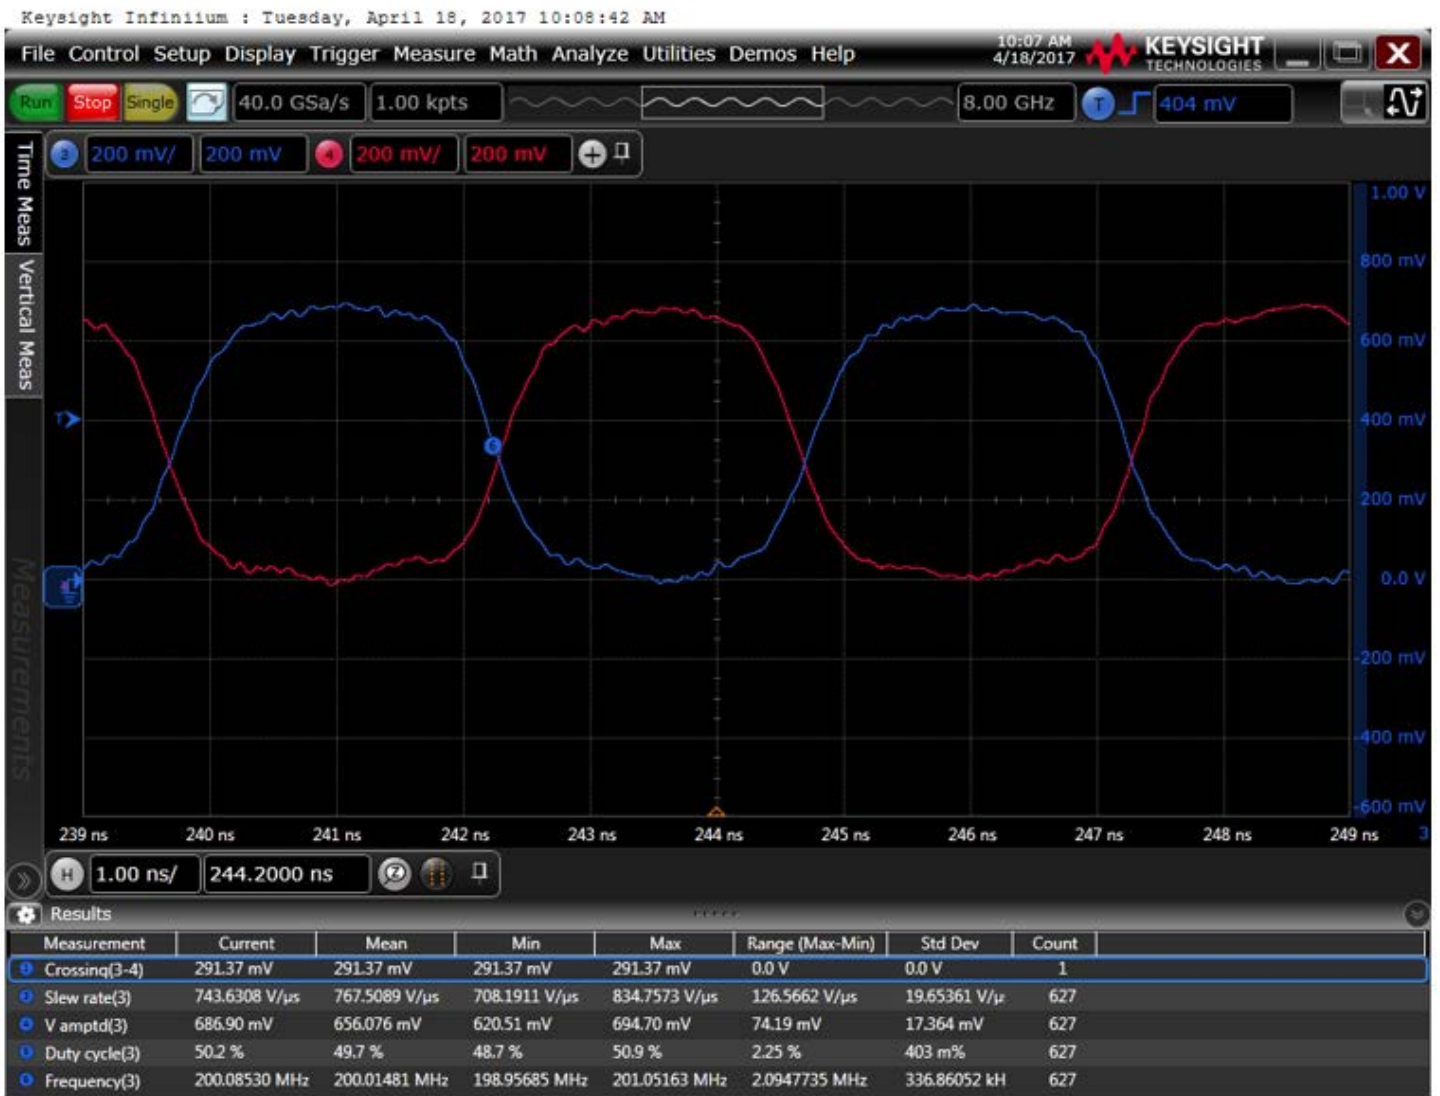 Keysight Infiniium : Tuesday, April 18, 2017 10:08:42 AM
File Control Setup Display Trigger Measure Math Analyze Utilities Demos Help
10:07 AM
4/18/2017
KEYSIGHT
TECHNOLOGIES
Run Stop Single 40.0 GSa/s 1.00 kpts 8.00 GHz T 404 mV
3 200 mV/ 200 mV 4 200 mV/ 200 mV +
Time Meas
Vertical Meas
Measurements
1.00 V
800 mV
600 mV
T 400 mV
6
200 mV
0.0 V
-200 mV
-400 mV
-600 mV
239 ns 240 ns 241 ns 242 ns 243 ns 244 ns 245 ns 246 ns 247 ns 248 ns 249 ns 3
H 1.00 ns/ 244.2000 ns Z
Results
Measurement Current Mean Min Max Range (Max-Min) Std Dev Count
Crossing(3-4) 291.37 mV 291.37 mV 291.37 mV 291.37 mV 0.0 V 0.0 V 1
Slew rate(3) 743.6308 V/µs 767.5089 V/µs 708.1911 V/µs 834.7573 V/µs 126.5662 V/µs 19.65361 V/µ 627
V amptd(3) 686.90 mV 656.076 mV 620.51 mV 694.70 mV 74.19 mV 17.364 mV 627
Duty cycle(3) 50.2 % 49.7 % 48.7 % 50.9 % 2.25 % 403 m% 627
Frequency(3) 200.08530 MHz 200.01481 MHz 198.95685 MHz 201.05163 MHz 2.0947735 MHz 336.86052 kH 627